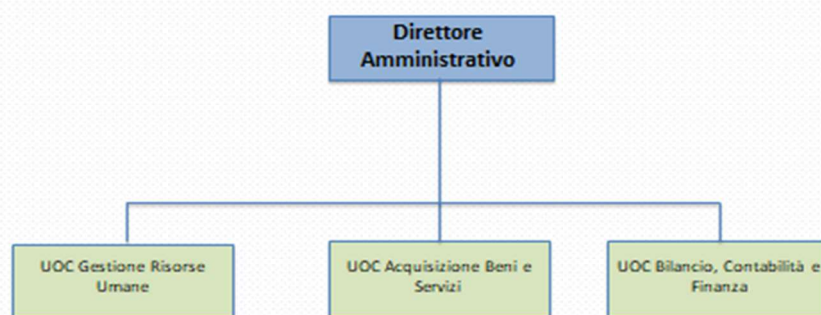 Direttore
Amministrativo
UOC Gestione Risorse
Umane
UOC Acquisizione Beni e
Servizi
UOC Bilancio, Contabilità e
Finanza